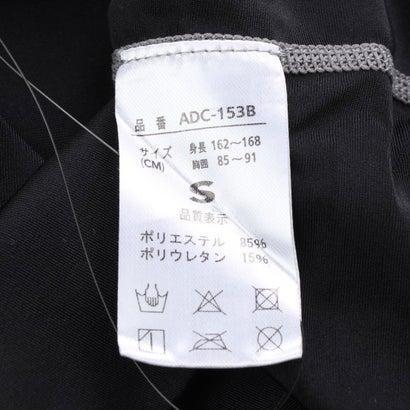 品番 ADC-153B
サイズ 身長 162～168
(CM) 胸囲 85～91
S
品質表示
ポリエステル 85%
ポリウレタン 15%